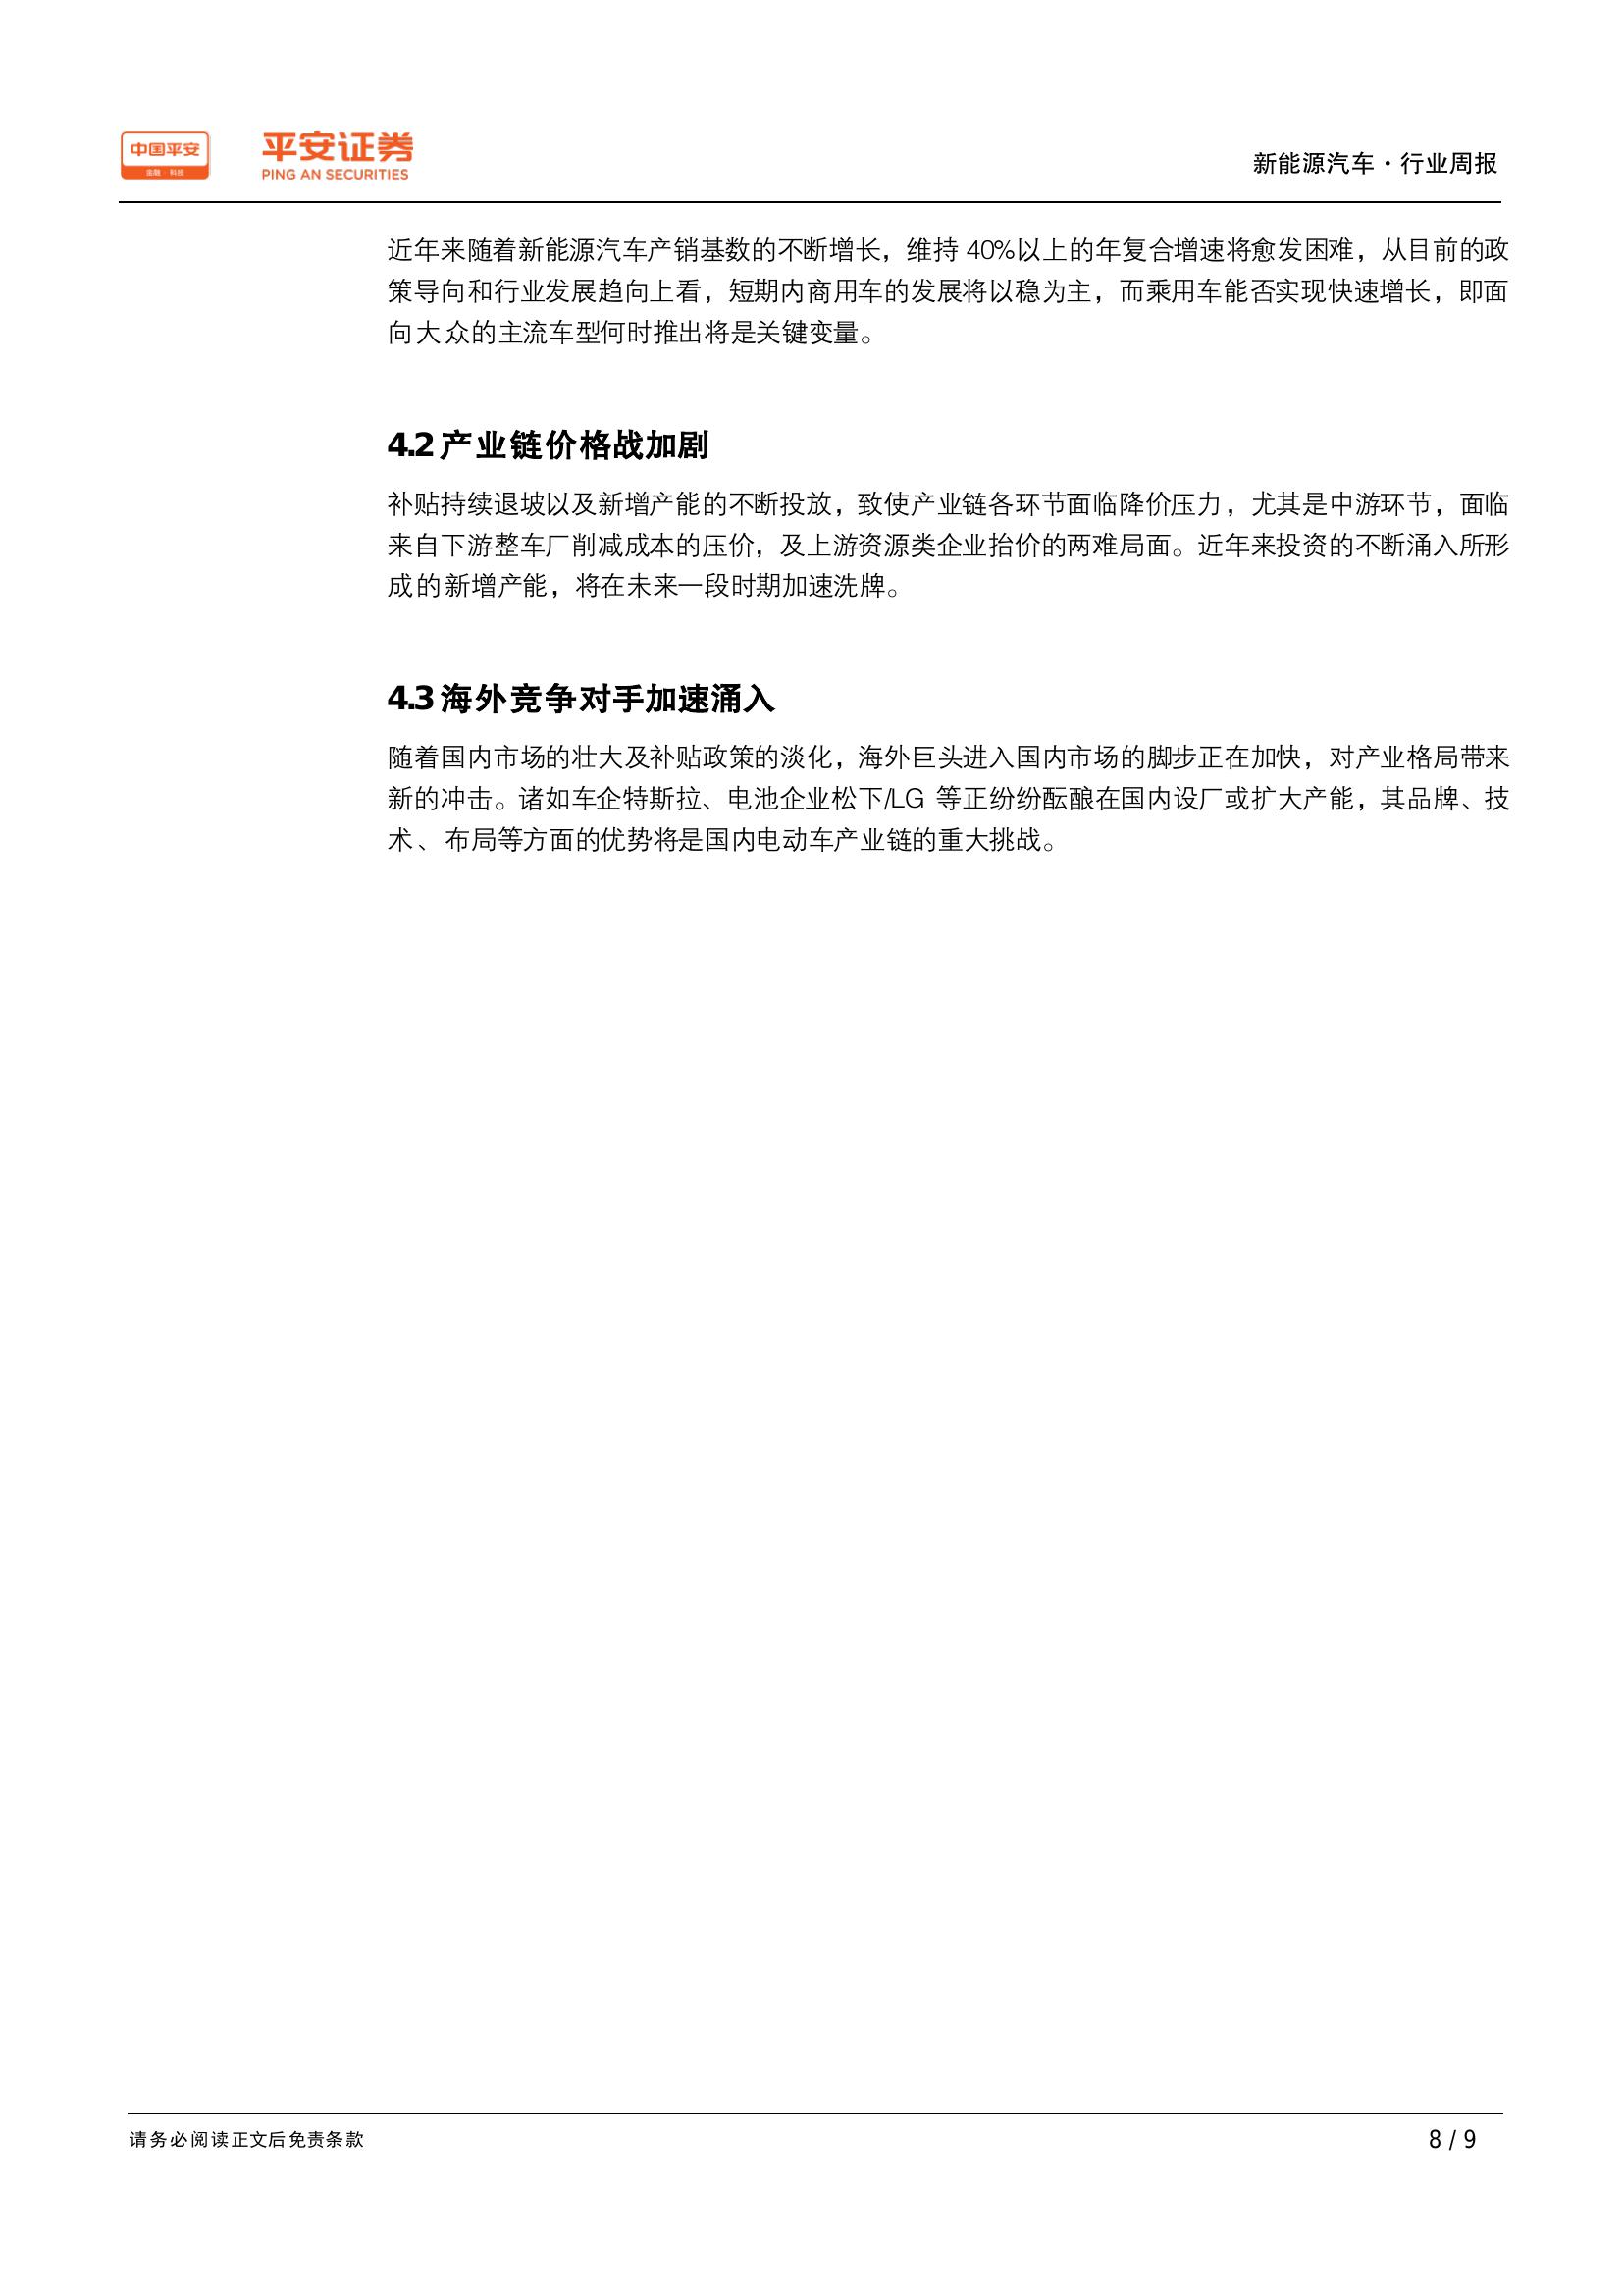 中国平安
金融·科技
平安证券
PING AN SECURITIES
新能源汽车·行业周报
近年来随着新能源汽车产销基数的不断增长，维持 40%以上的年复合增速将愈发困难，从目前的政
策导向和行业发展趋向上看，短期内商用车的发展将以稳为主，而乘用车能否实现快速增长，即面
向大众的主流车型何时推出将是关键变量。
4.2 产业链价格战加剧
补贴持续退坡以及新增产能的不断投放，致使产业链各环节面临降价压力，尤其是中游环节，面临
来自下游整车厂削减成本的压价，及上游资源类企业抬价的两难局面。近年来投资的不断涌入所形
成的新增产能，将在未来一段时期加速洗牌。
4.3 海外竞争对手加速涌入
随着国内市场的壮大及补贴政策的淡化，海外巨头进入国内市场的脚步正在加快，对产业格局带来
新的冲击。诸如车企特斯拉、电池企业松下/LG 等正纷纷酝酿在国内设厂或扩大产能，其品牌、技
术、布局等方面的优势将是国内电动车产业链的重大挑战。
请务必阅读正文后免责条款
8 / 9